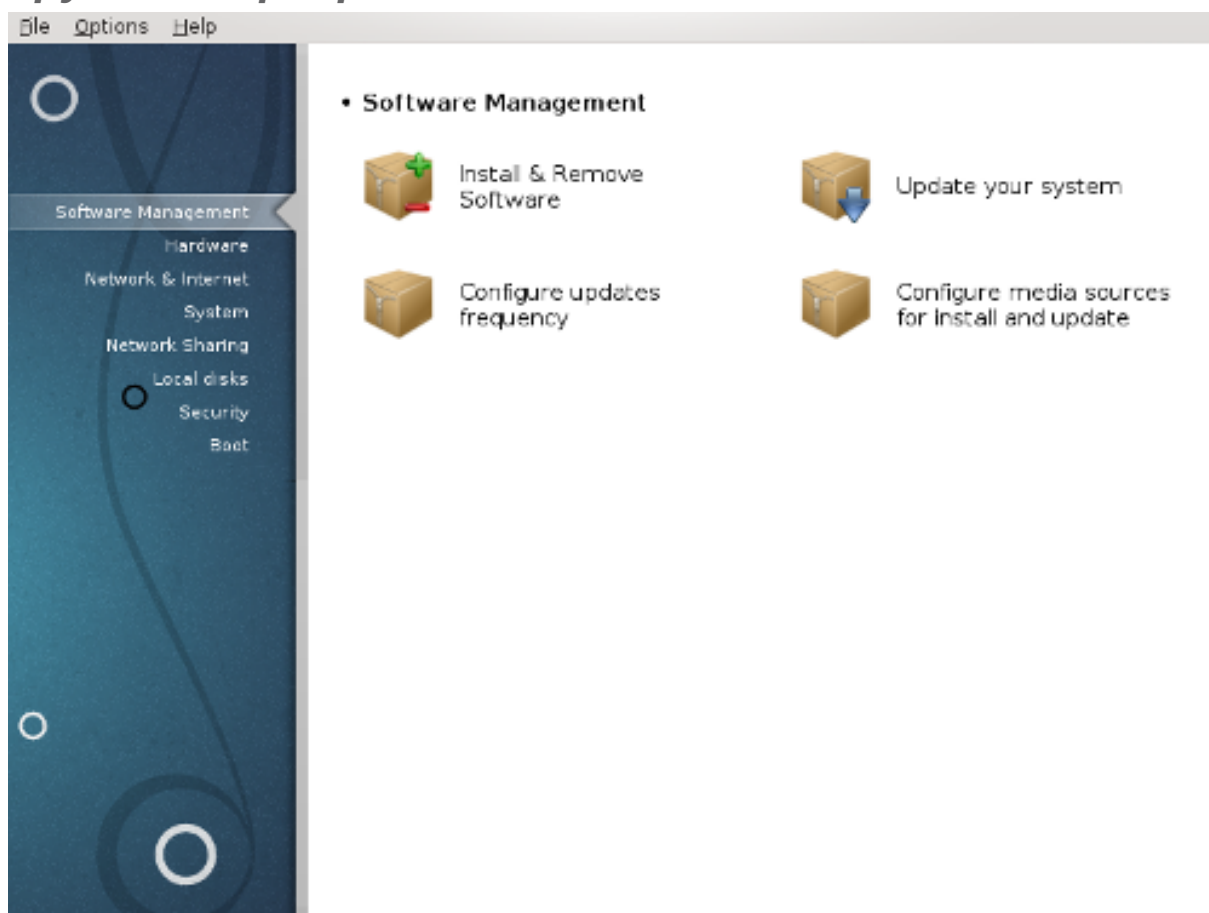 File Options Help
Software Management
Hardware
Network & Internet
System
Network Sharing
Local disks
Security
Boot
• Software Management
Install & Remove
Software
Update your system
Configure updates
frequency
Configure media sources
for install and update